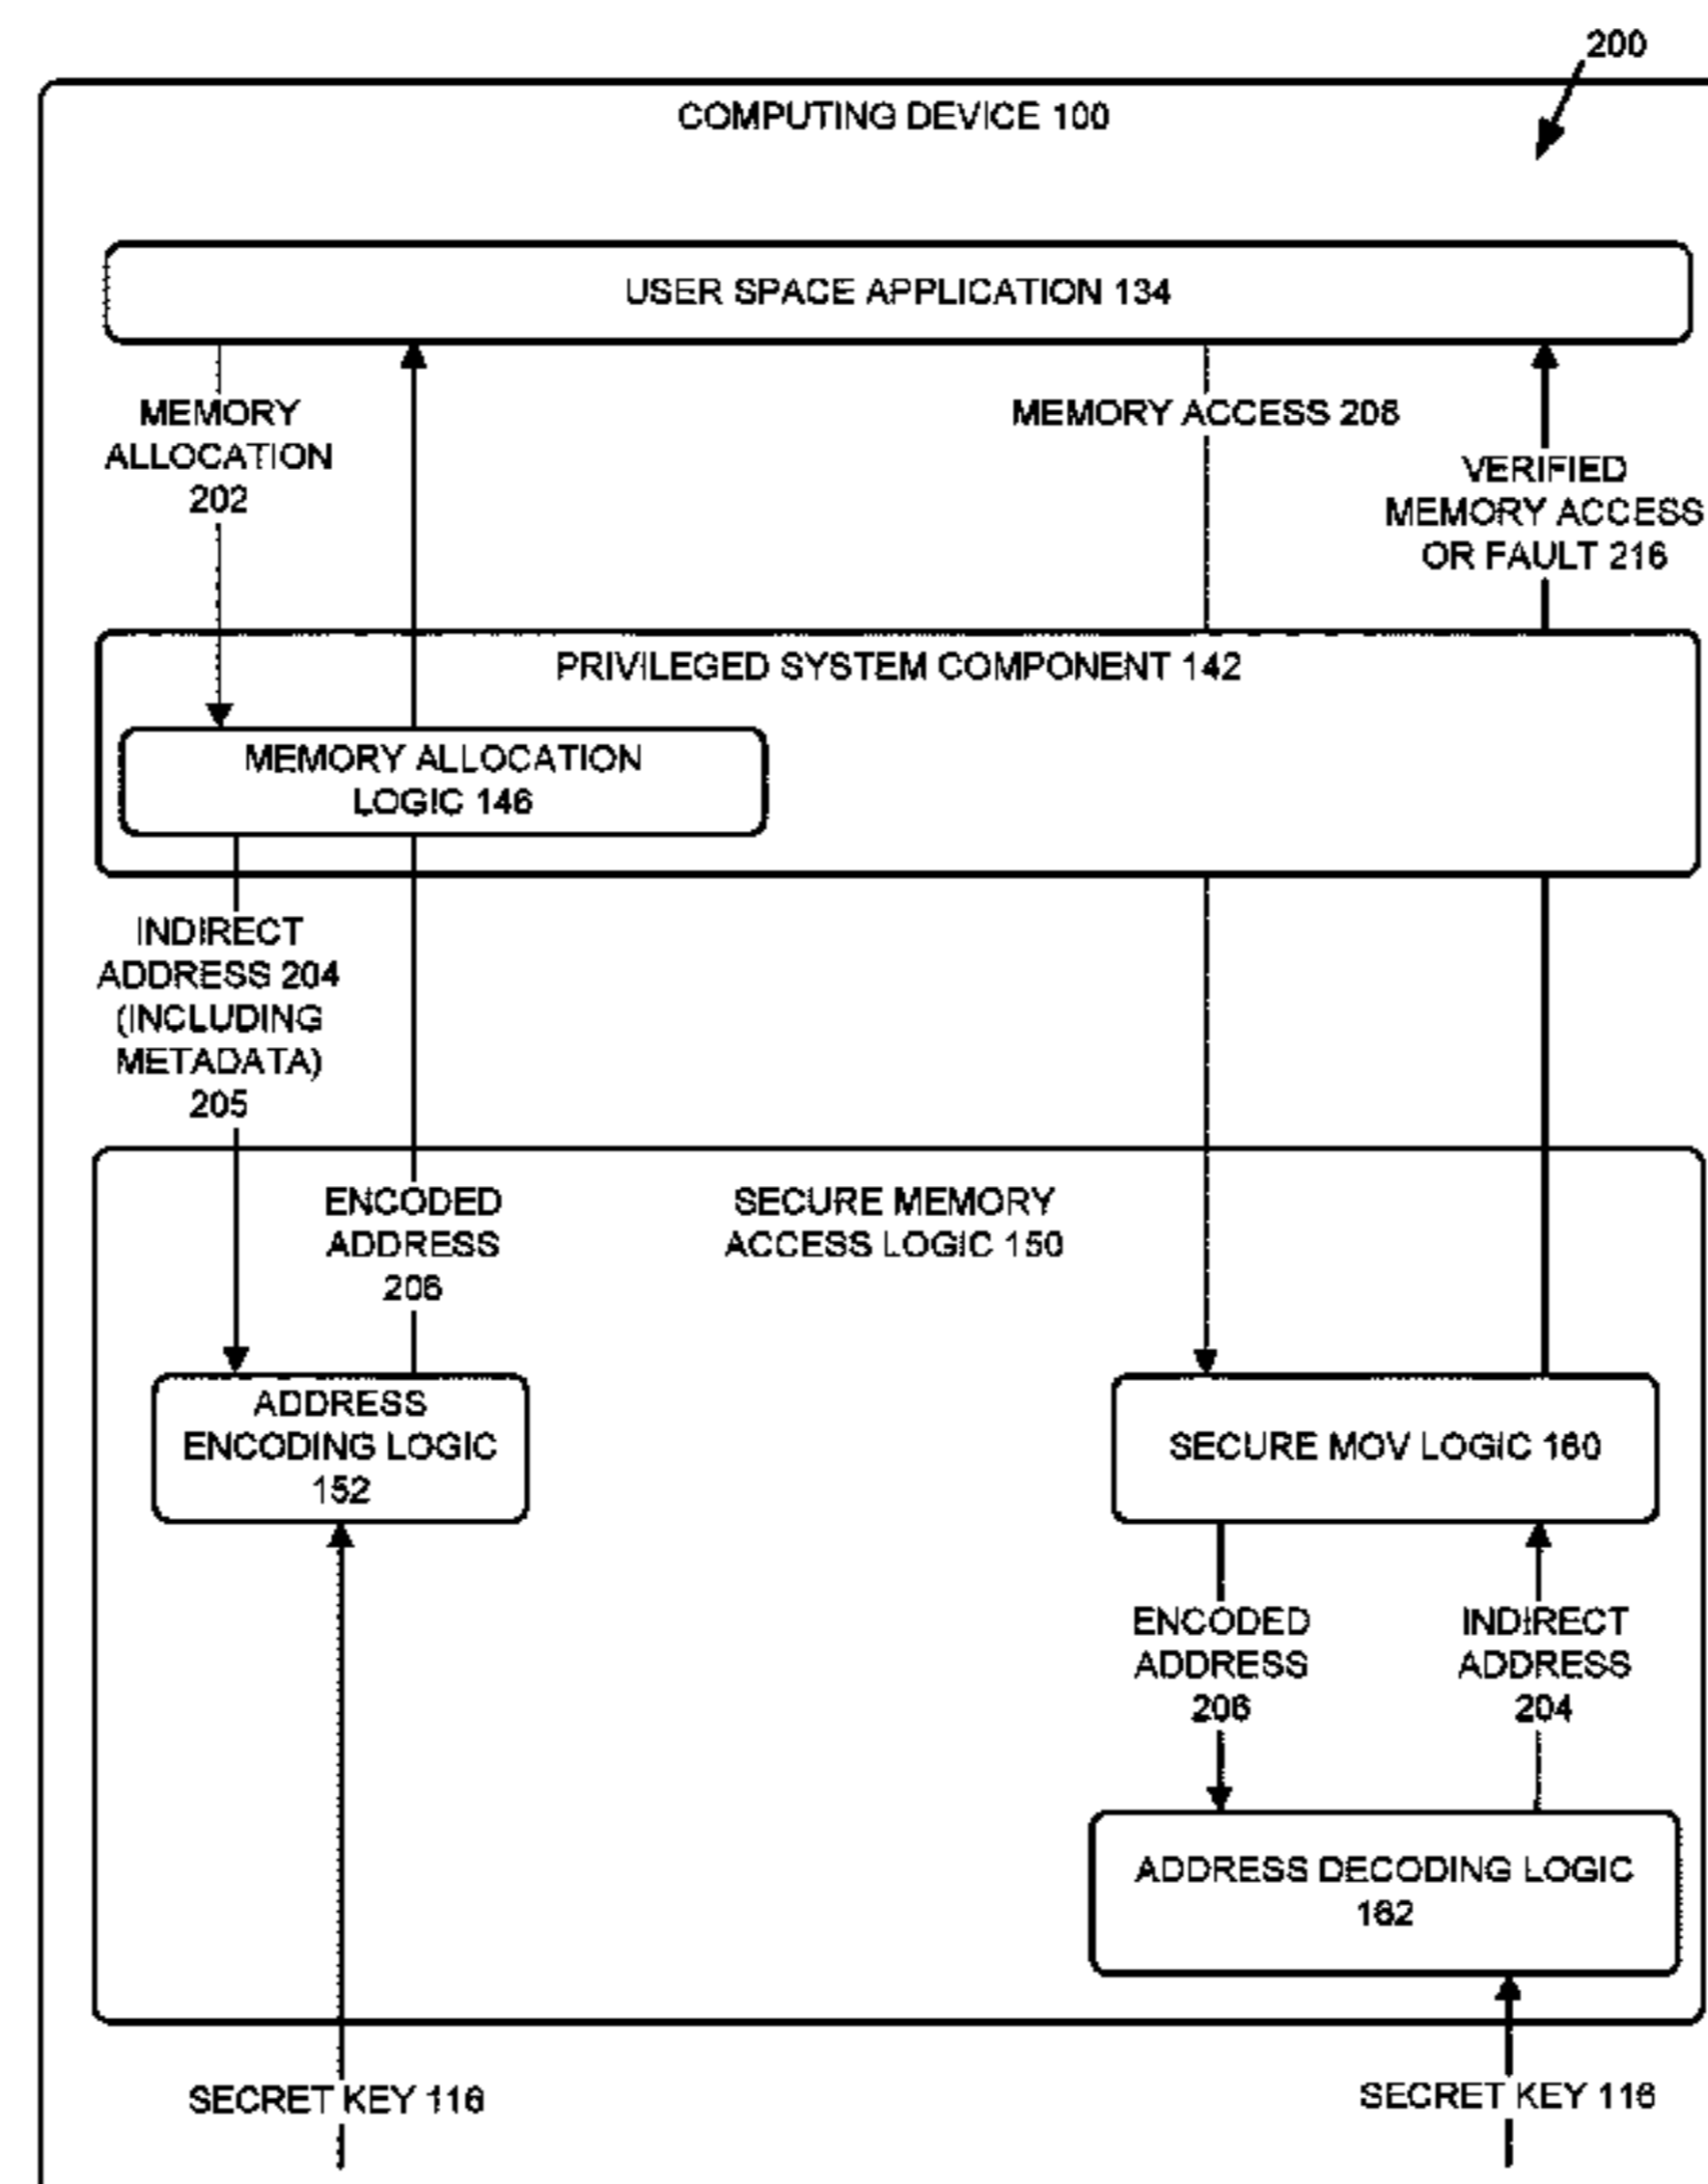 200
COMPUTING DEVICE 100
USER SPACE APPLICATION 134
MEMORY
ALLOCATION
202
MEMORY ACCESS 208
VERIFIED
MEMORY ACCESS
OR FAULT 216
PRIVILEGED SYSTEM COMPONENT 142
MEMORY ALLOCATION
LOGIC 146
INDIRECT
ADDRESS 204
(INCLUDING
METADATA)
205
ENCODED
ADDRESS
206
SECURE MEMORY
ACCESS LOGIC 150
ADDRESS
ENCODING LOGIC
152
SECURE MOV LOGIC 160
ENCODED
ADDRESS
206
INDIRECT
ADDRESS
204
ADDRESS DECODING LOGIC
162
SECRET KEY 116
SECRET KEY 116